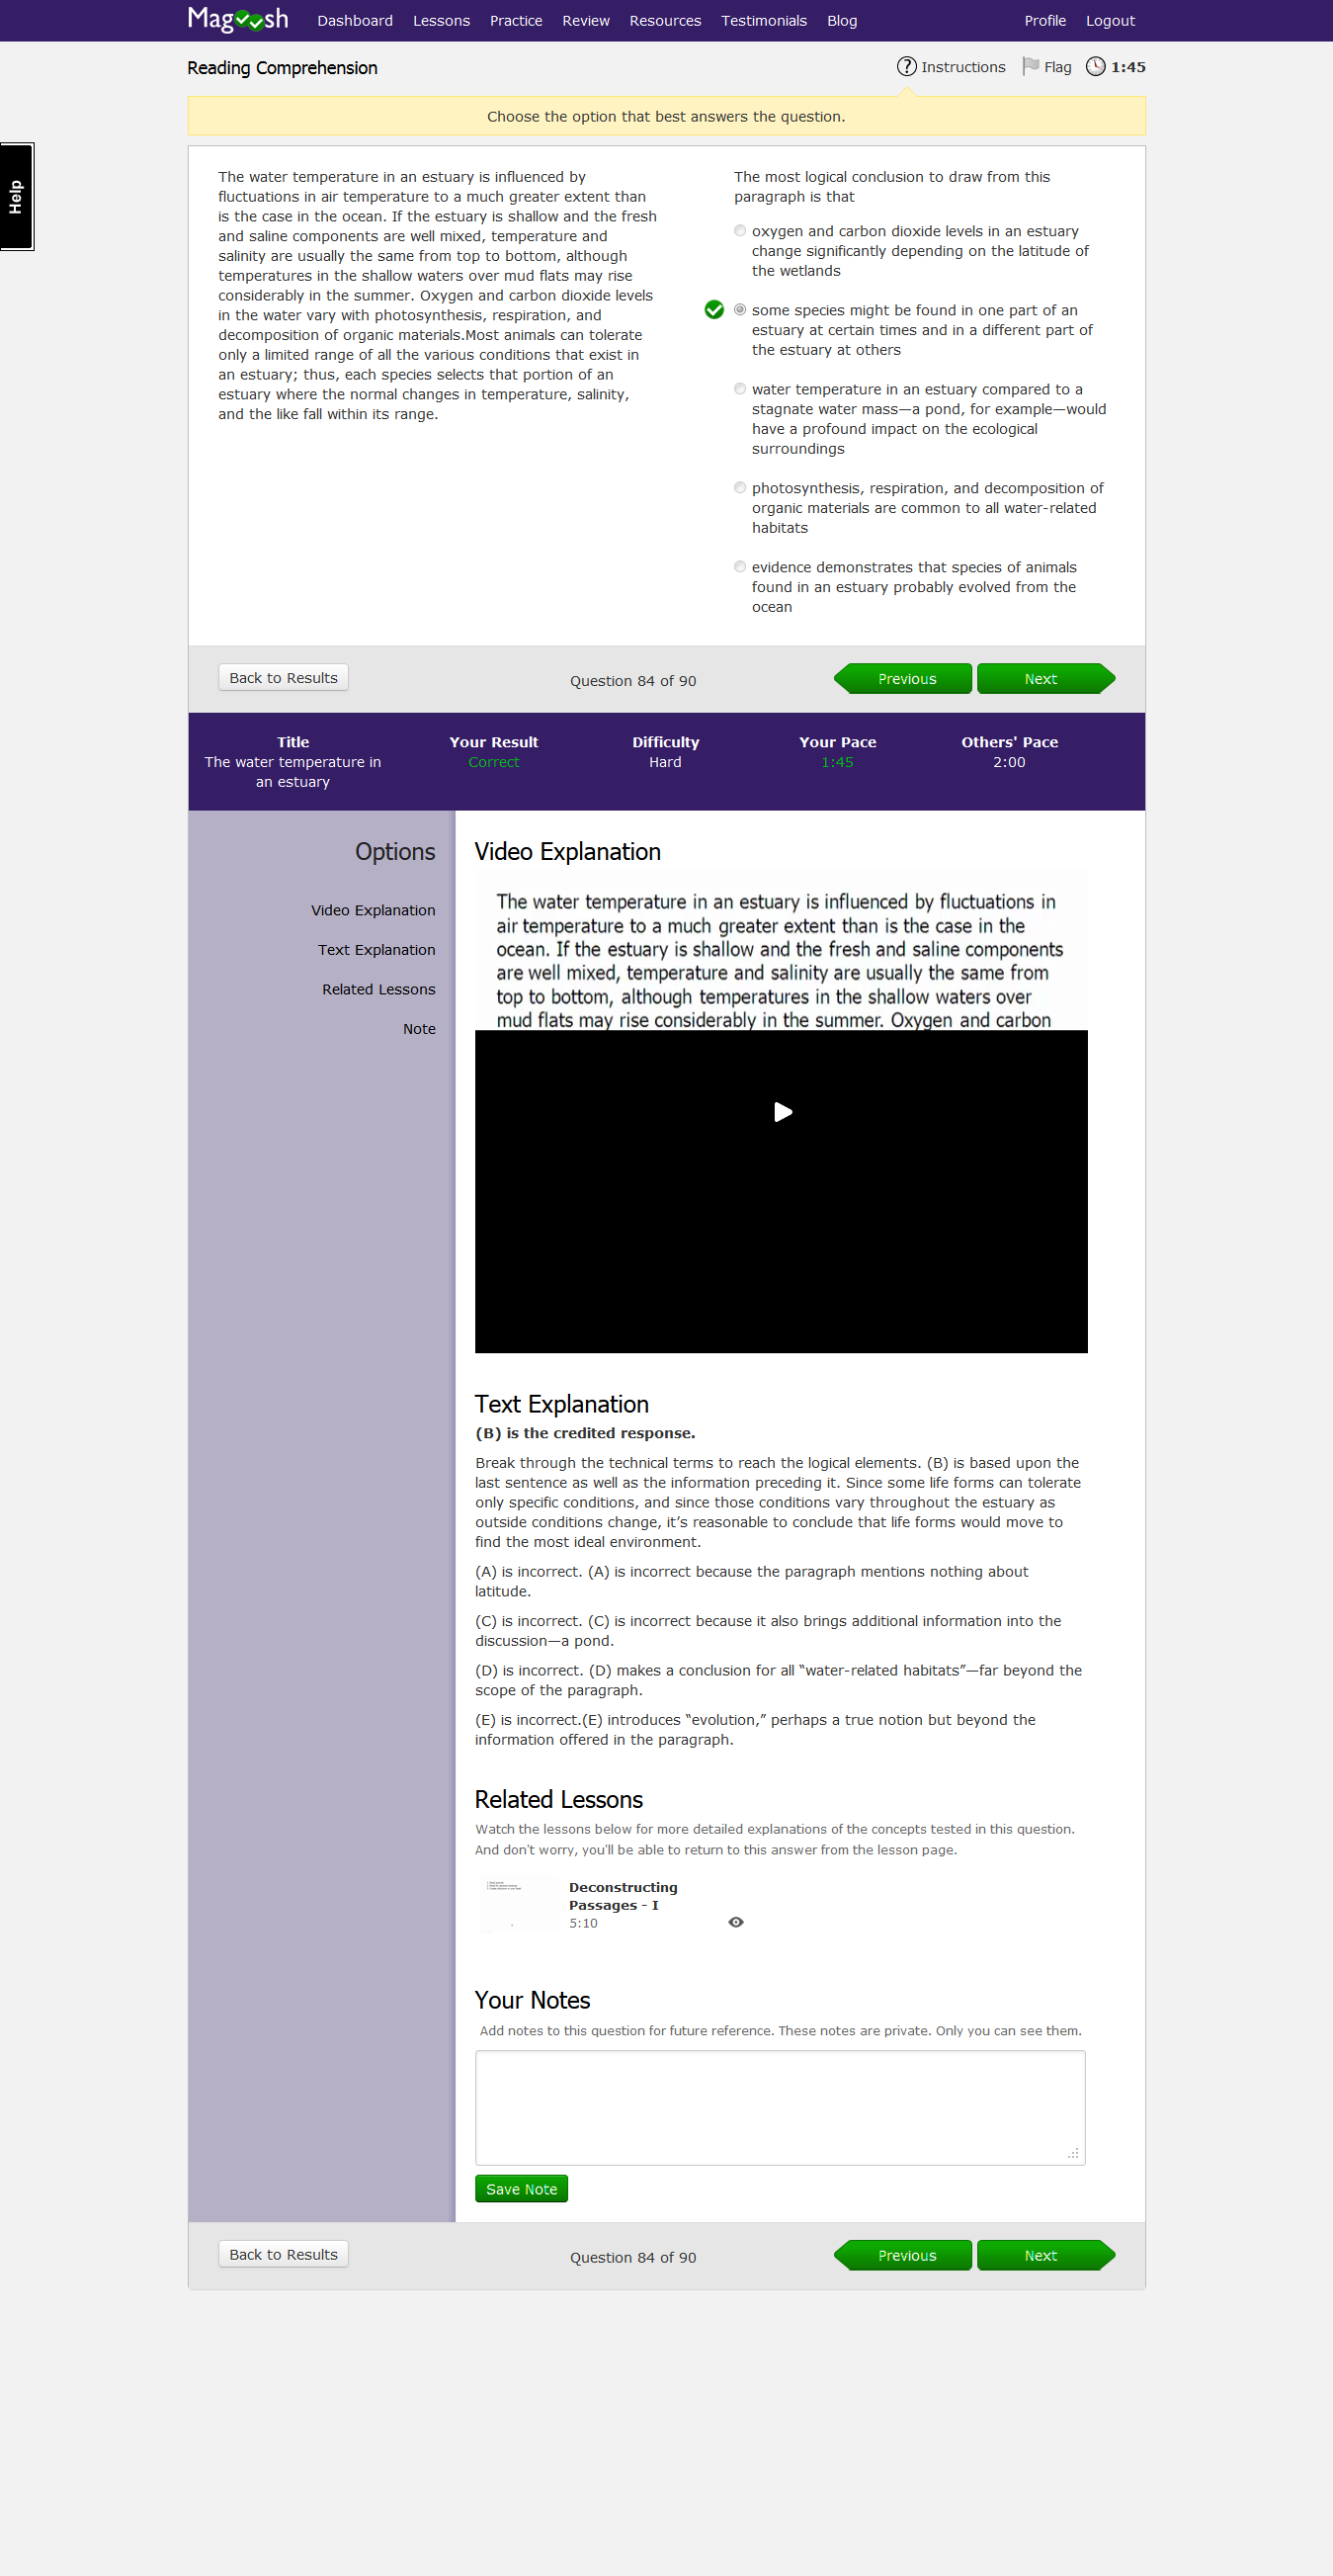 Magoosh
Dashboard Lessons Practice Review Resources Testimonials Blog Profile Logout
Reading Comprehension
Instructions Flag 1:45
Choose the option that best answers the question.
Help
The water temperature in an estuary is influenced by
fluctuations in air temperature to a much greater extent than
is the case in the ocean. If the estuary is shallow and the fresh
and saline components are well mixed, temperature and
salinity are usually the same from top to bottom, although
temperatures in the shallow waters over mud flats may rise
considerably in the summer. Oxygen and carbon dioxide levels
in the water vary with photosynthesis, respiration, and
decomposition of organic materials.Most animals can tolerate
only a limited range of all the various conditions that exist in
an estuary; thus, each species selects that portion of an
estuary where the normal changes in temperature, salinity,
and the like fall within its range.
The most logical conclusion to draw from this
paragraph is that
oxygen and carbon dioxide levels in an estuary
change significantly depending on the latitude of
the wetlands
some species might be found in one part of an
estuary at certain times and in a different part of
the estuary at others
water temperature in an estuary compared to a
stagnate water mass—a pond, for example—would
have a profound impact on the ecological
surroundings
photosynthesis, respiration, and decomposition of
organic materials are common to all water-related
habitats
evidence demonstrates that species of animals
found in an estuary probably evolved from the
ocean
Back to Results Question 84 of 90 Previous Next
Title Your Result Difficulty Your Pace Others' Pace
The water temperature in Correct Hard 1:45 2:00
an estuary
Options
Video Explanation
Text Explanation
Related Lessons
Note
Video Explanation
The water temperature in an estuary is influenced by fluctuations in
air temperature to a much greater extent than is the case in the
ocean. If the estuary is shallow and the fresh and saline components
are well mixed, temperature and salinity are usually the same from
top to bottom, although temperatures in the shallow waters over
mud flats may rise considerably in the summer. Oxygen and carbon
Text Explanation
(B) is the credited response.
Break through the technical terms to reach the logical elements. (B) is based upon the
last sentence as well as the information preceding it. Since some life forms can tolerate
only specific conditions, and since those conditions vary throughout the estuary as
outside conditions change, it’s reasonable to conclude that life forms would move to
find the most ideal environment.
(A) is incorrect. (A) is incorrect because the paragraph mentions nothing about
latitude.
(C) is incorrect. (C) is incorrect because it also brings additional information into the
discussion—a pond.
(D) is incorrect. (D) makes a conclusion for all “water-related habitats”—far beyond the
scope of the paragraph.
(E) is incorrect.(E) introduces “evolution,” perhaps a true notion but beyond the
information offered in the paragraph.
Related Lessons
Watch the lessons below for more detailed explanations of the concepts tested in this question.
And don't worry, you'll be able to return to this answer from the lesson page.
Deconstructing
Passages - I
5:10
Your Notes
Add notes to this question for future reference. These notes are private. Only you can see them.
Save Note
Back to Results Question 84 of 90 Previous Next